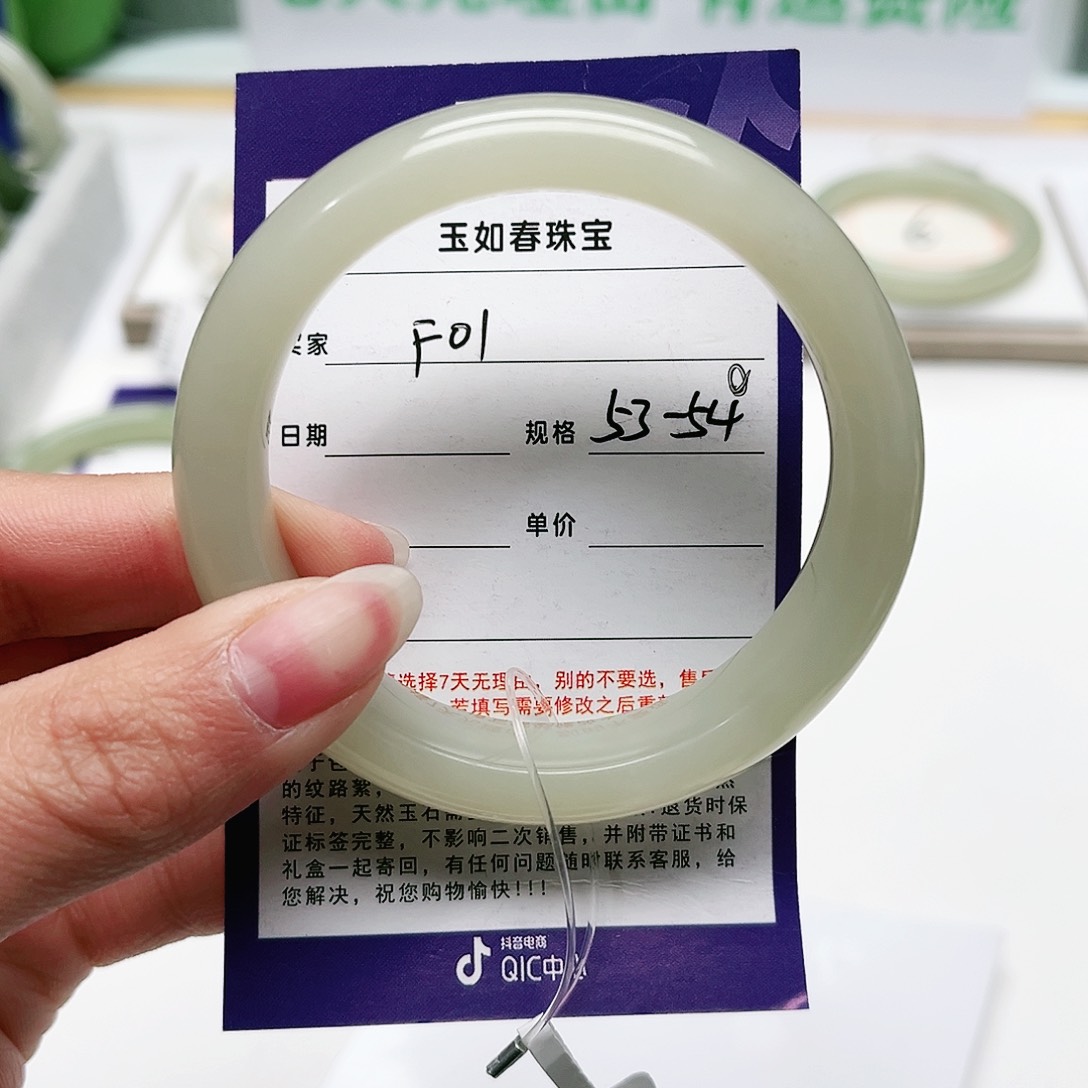 玉如春珠宝
家 F01
日期 规格 53-54
单价
选择7天无理由，别的不要选，售
若填写需要修改之后重
的纹路絮，
特征，天然玉石需 退货时保
证标签完整，不影响二次销售，并附带证书和
礼盒一起寄回，有任何问题随时联系客服，给
您解决，祝您购物愉快!!!
抖音电商
QIC中心
6